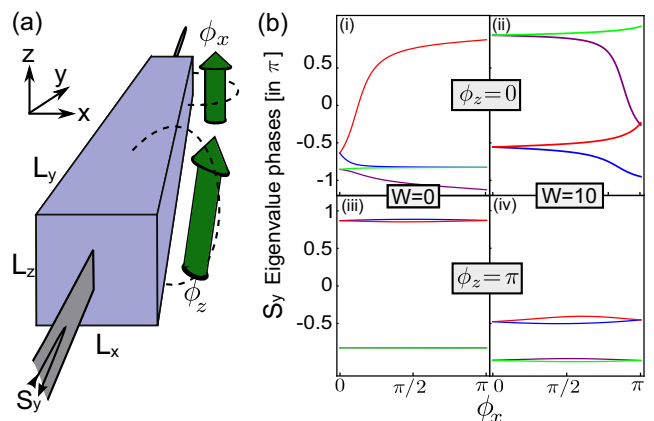 (a)
z
y
x
ϕx
Ly
Lz
ϕz
Lx
Sy
(b)
Sy Eigenvalue phases [in π]
(i)
(ii)
0.5
0
-0.5
-1
ϕz=0
W=0
W=10
(iii)
(iv)
1
0.5
0
-0.5
ϕz=π
0
π/2
π
0
π/2
π
ϕx